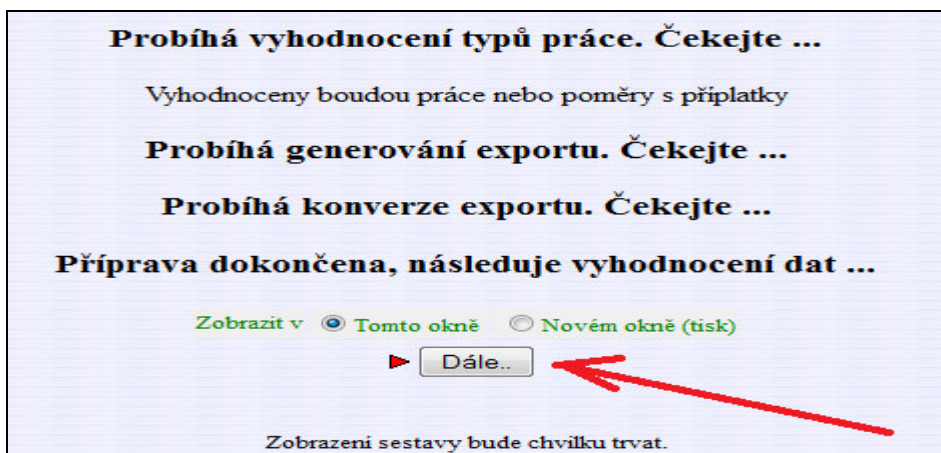 Probíhá vyhodnocení typů práce. Čekejte ...
Vyhodnoceny boudou práce nebo poměry s příplatky
Probíhá generování exportu. Čekejte ...
Probíhá konverze exportu. Čekejte ...
Příprava dokončena, následuje vyhodnocení dat ...
Zobrazit v Tomto okně Novém okně (tisk)
Dále..
Zobrazení sestavy bude chvilku trvat.